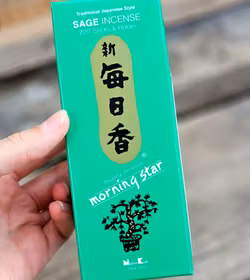 Traditional Japanese Style
SAGE INCENSE
200 Sticks & Holder
新
毎日香
morning star